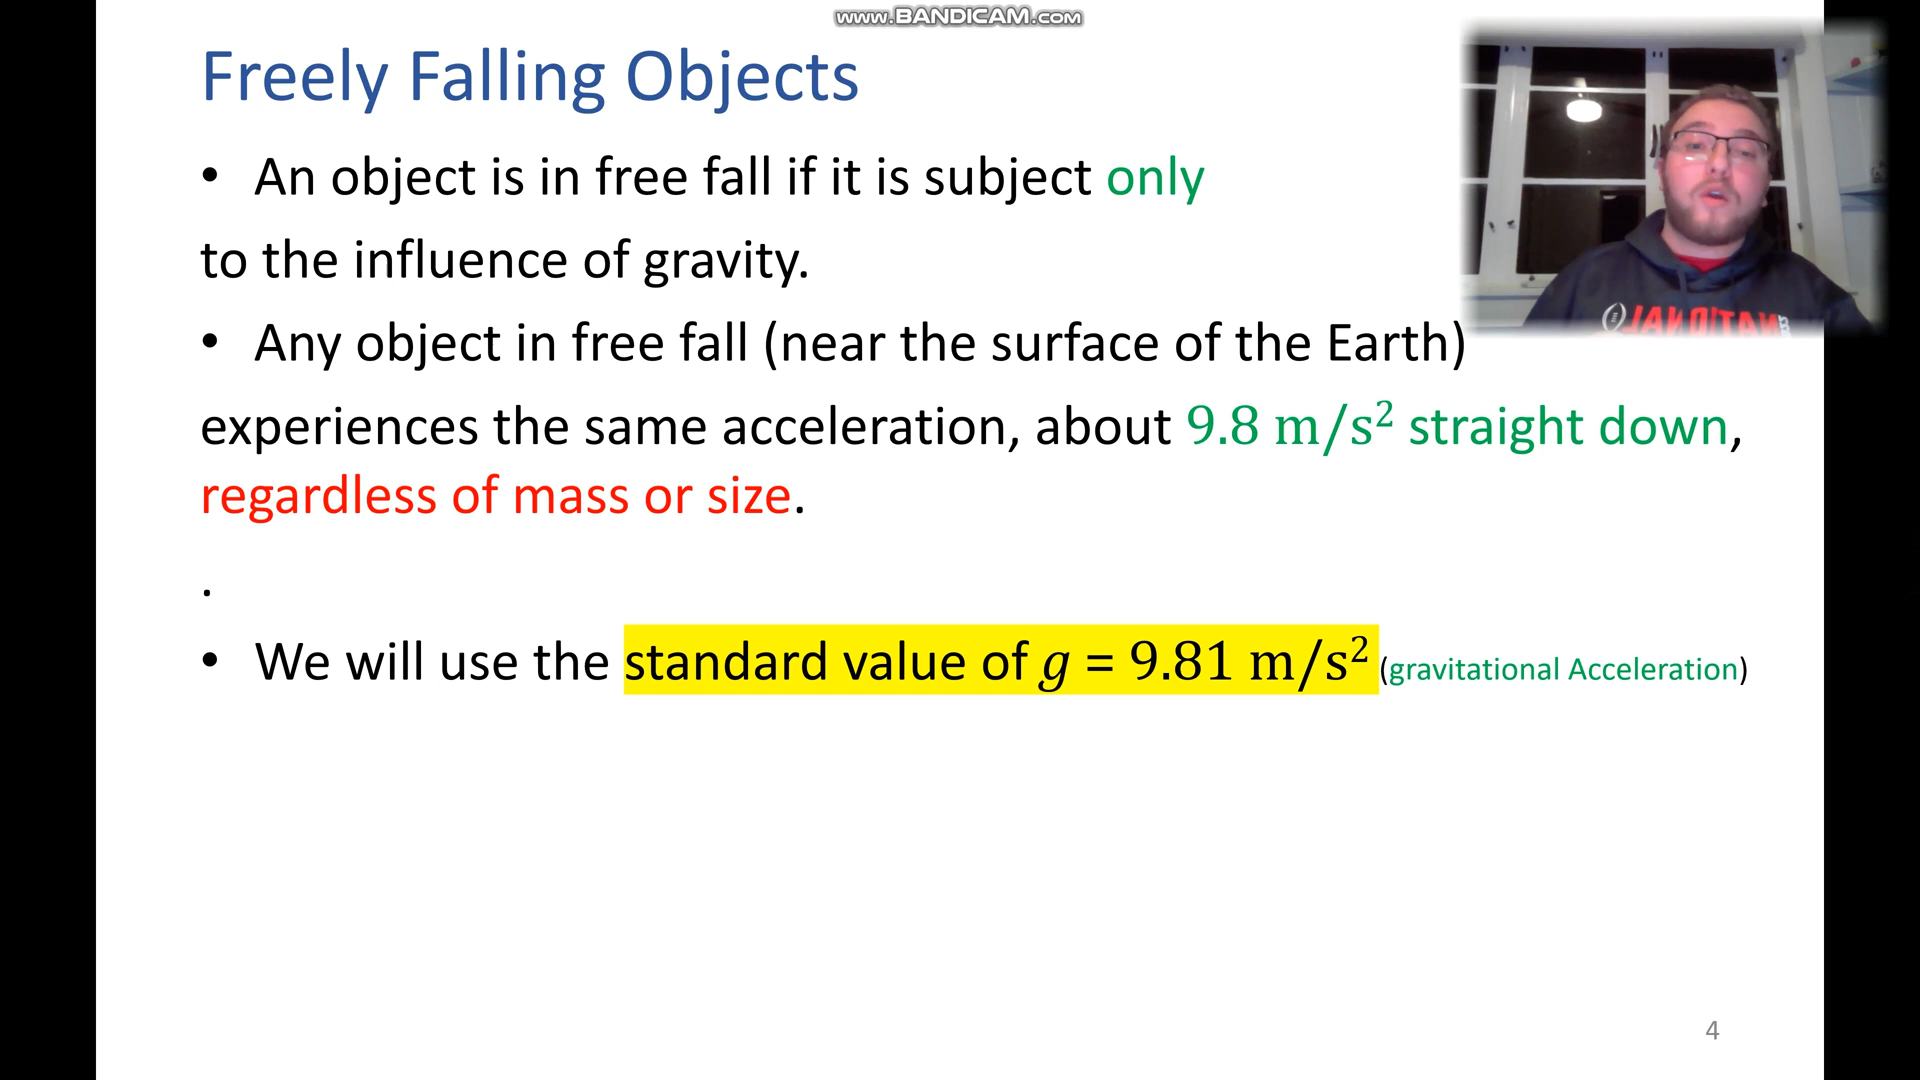 www.BANDICAM.com
Freely Falling Objects
• An object is in free fall if it is subject only
to the influence of gravity.
• Any object in free fall (near the surface of the Earth)
experiences the same acceleration, about 9.8 m/s² straight down,
regardless of mass or size.
.
• We will use the standard value of g = 9.81 m/s² (gravitational Acceleration)
NATIONAL
4